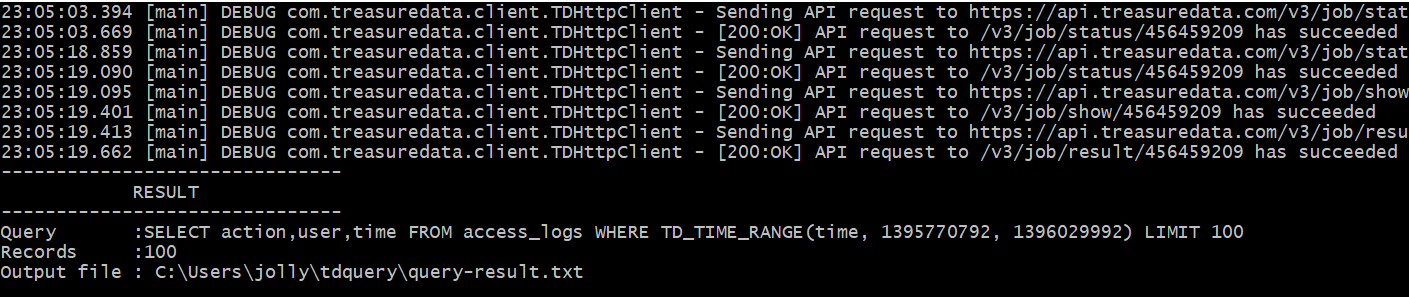 23:05:03.394 [main] DEBUG com.treasuredata.client.TDHttpClient - Sending API request to https://api.treasuredata.com/v3/job/stat
23:05:03.669 [main] DEBUG com.treasuredata.client.TDHttpClient - [200:OK] API request to /v3/job/status/456459209 has succeeded
23:05:18.859 [main] DEBUG com.treasuredata.client.TDHttpClient - Sending API request to https://api.treasuredata.com/v3/job/stat
23:05:19.090 [main] DEBUG com.treasuredata.client.TDHttpClient - [200:OK] API request to /v3/job/status/456459209 has succeeded
23:05:19.095 [main] DEBUG com.treasuredata.client.TDHttpClient - Sending API request to https://api.treasuredata.com/v3/job/show
23:05:19.401 [main] DEBUG com.treasuredata.client.TDHttpClient - [200:OK] API request to /v3/job/show/456459209 has succeeded
23:05:19.413 [main] DEBUG com.treasuredata.client.TDHttpClient - Sending API request to https://api.treasuredata.com/v3/job/resu
23:05:19.662 [main] DEBUG com.treasuredata.client.TDHttpClient - [200:OK] API request to /v3/job/result/456459209 has succeeded
-------------------------------
RESULT
-------------------------------
Query       :SELECT action,user,time FROM access_logs WHERE TD_TIME_RANGE(time, 1395770792, 1396029992) LIMIT 100
Records     :100
Output file : C:\Users\jolly\tdquery\query-result.txt